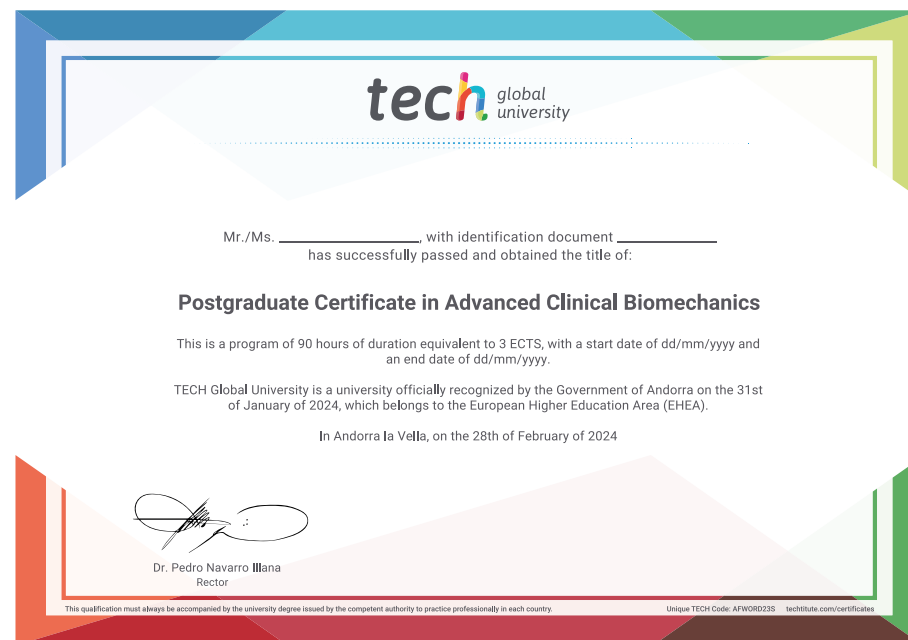 tech global
university
Mr./Ms. ____________, with identification document ____________
has successfully passed and obtained the title of:
Postgraduate Certificate in Advanced Clinical Biomechanics
This is a program of 90 hours of duration equivalent to 3 ECTS, with a start date of dd/mm/yyyy and
an end date of dd/mm/yyyy.
TECH Global University is a university officially recognized by the Government of Andorra on the 31st
of January of 2024, which belongs to the European Higher Education Area (EHEA).
In Andorra la Vella, on the 28th of February of 2024
Dr. Pedro Navarro Illana
Rector
This qualification must always be accompanied by the university degree issued by the competent authority to practice professionally in each country. Unique TECH Code: AFWORD23S techtitute.com/certificates